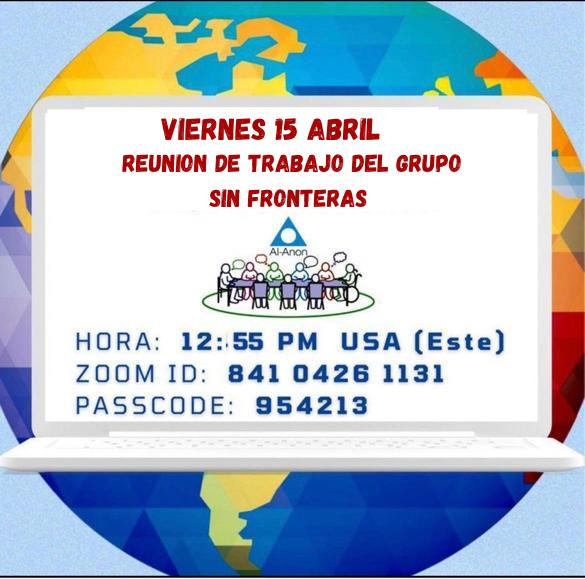 VIERNES 15 ABRIL
REUNION DE TRABAJO DEL GRUPO
SIN FRONTERAS
Al-Anon
HORA: 12:55 PM USA (Este)
ZOOM ID: 841 0426 1131
PASSCODE: 954213